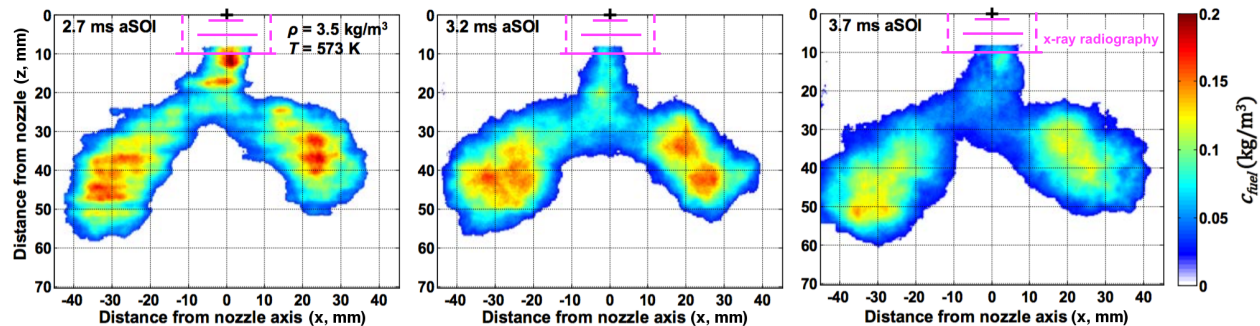 2.7 ms aSOI
ρ = 3.5 kg/m³
T = 573 K
Distance from nozzle (z, mm)
0
10
20
30
40
50
60
70
-40 -30 -20 -10 0 10 20 30 40
Distance from nozzle axis (x, mm)
3.2 ms aSOI
0
10
20
30
40
50
60
70
-40 -30 -20 -10 0 10 20 30 40
Distance from nozzle axis (x, mm)
3.7 ms aSOI
x-ray radiography
0
10
20
30
40
50
60
70
-40 -30 -20 -10 0 10 20 30 40
Distance from nozzle axis (x, mm)
0.2
0.15
0.1
0.05
0
c_fuel (kg/m³)